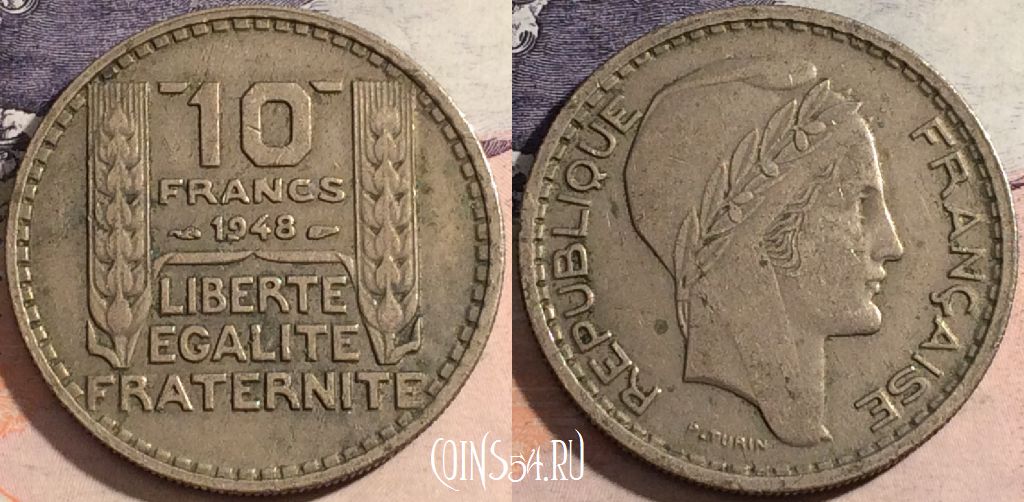 10
FRANCS
1948
LIBERTE
EGALITE
FRATERNITE
REPUBLIQUE FRANÇAISE
P.TURIN
COINS54.RU